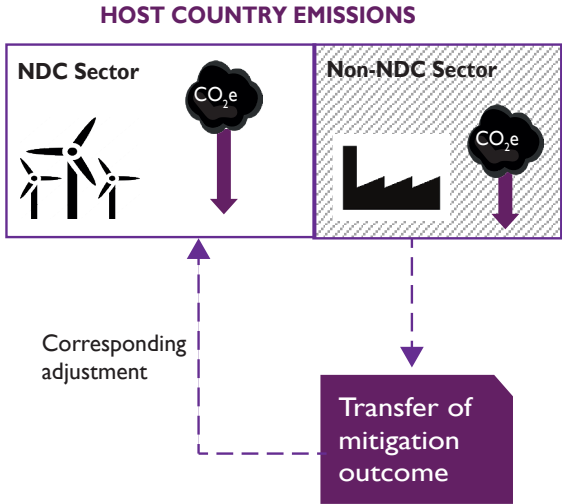 HOST COUNTRY EMISSIONS
NDC Sector
Non-NDC Sector
CO₂e
CO₂e
Corresponding
adjustment
Transfer of
mitigation
outcome